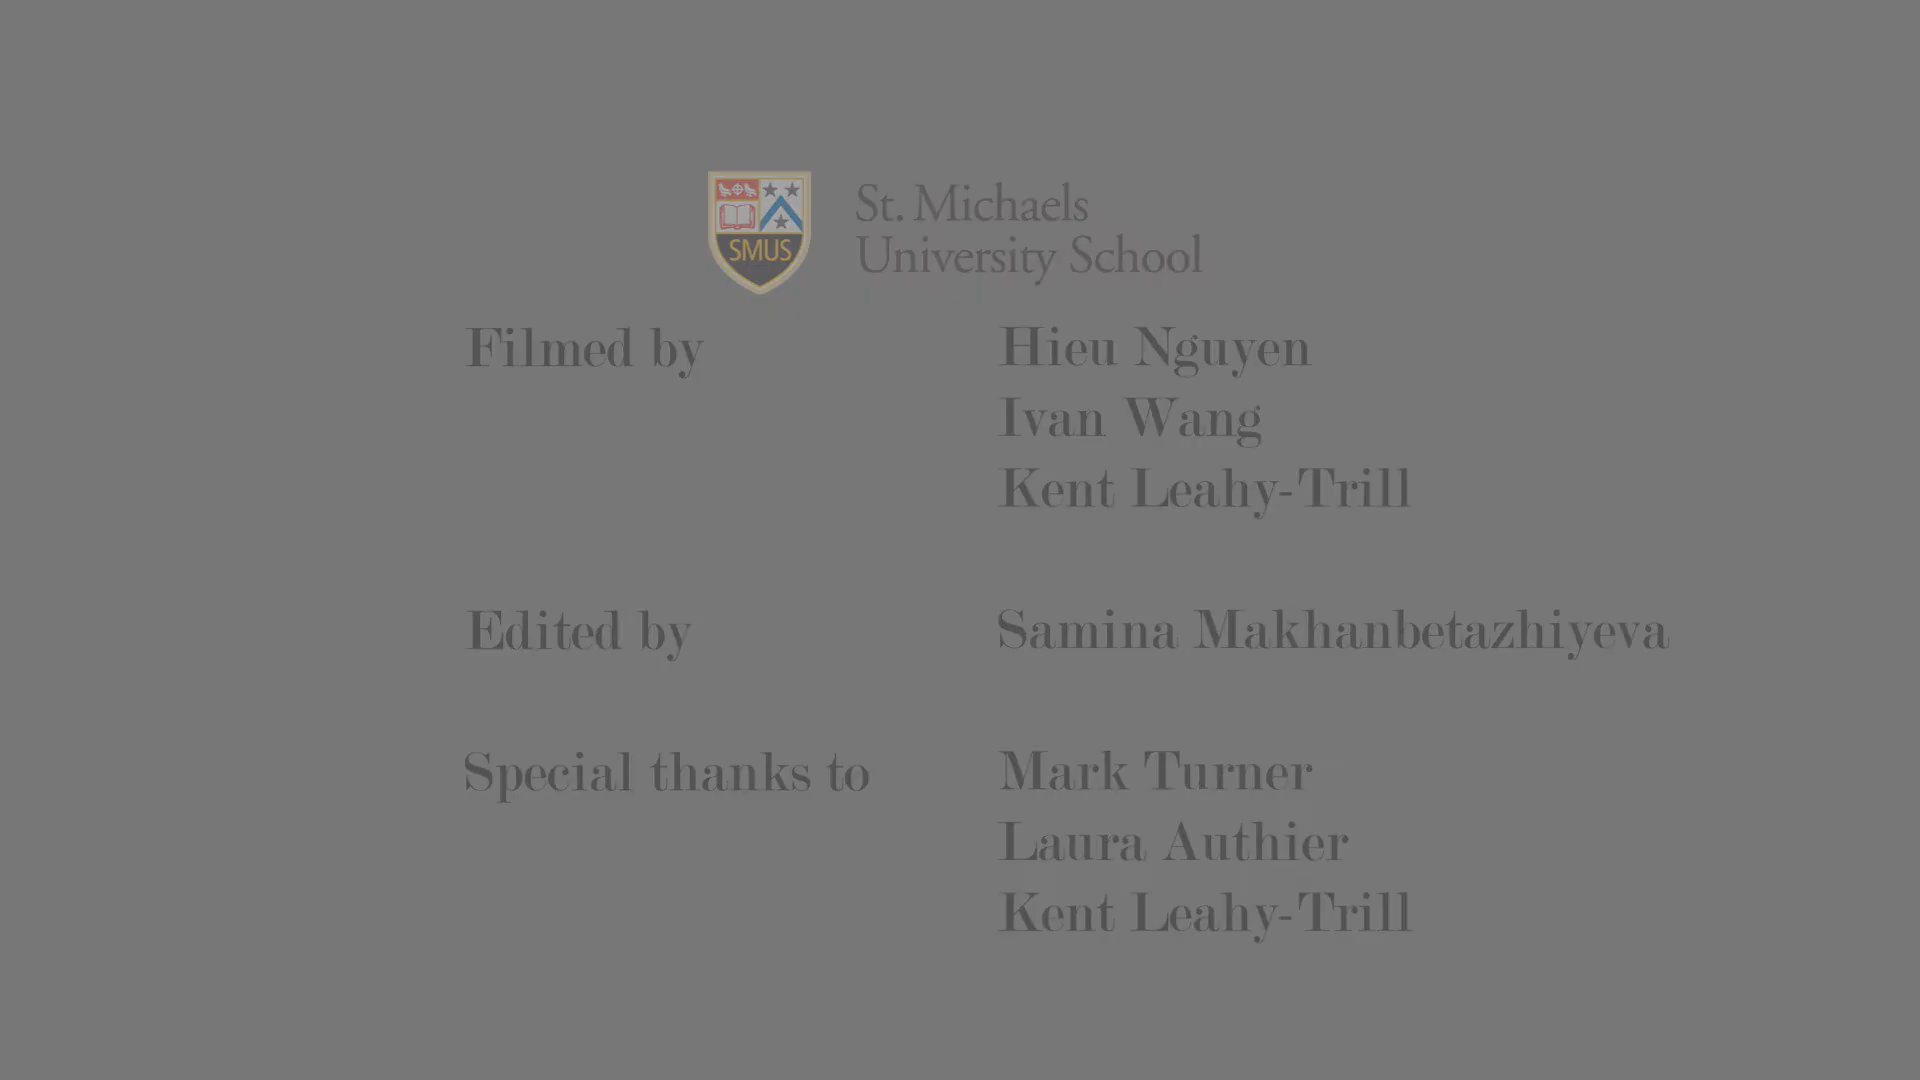 SMUS
St. Michaels
University School
Filmed by Hieu Nguyen
Ivan Wang
Kent Leahy-Trill
Edited by Samina Makhanbetazhiyeva
Special thanks to Mark Turner
Laura Authier
Kent Leahy-Trill